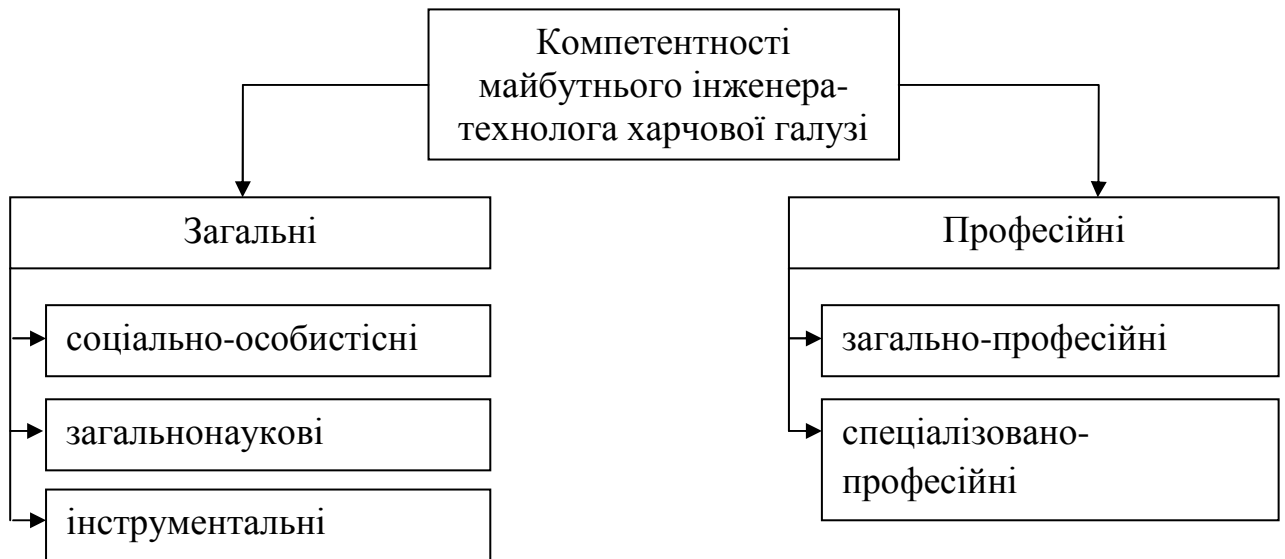 Компетентності
майбутнього інженера-
технолога харчової галузі
Загальні
соціально-особистісні
загальнонаукові
інструментальні
Професійні
загально-професійні
спеціалізовано-
професійні